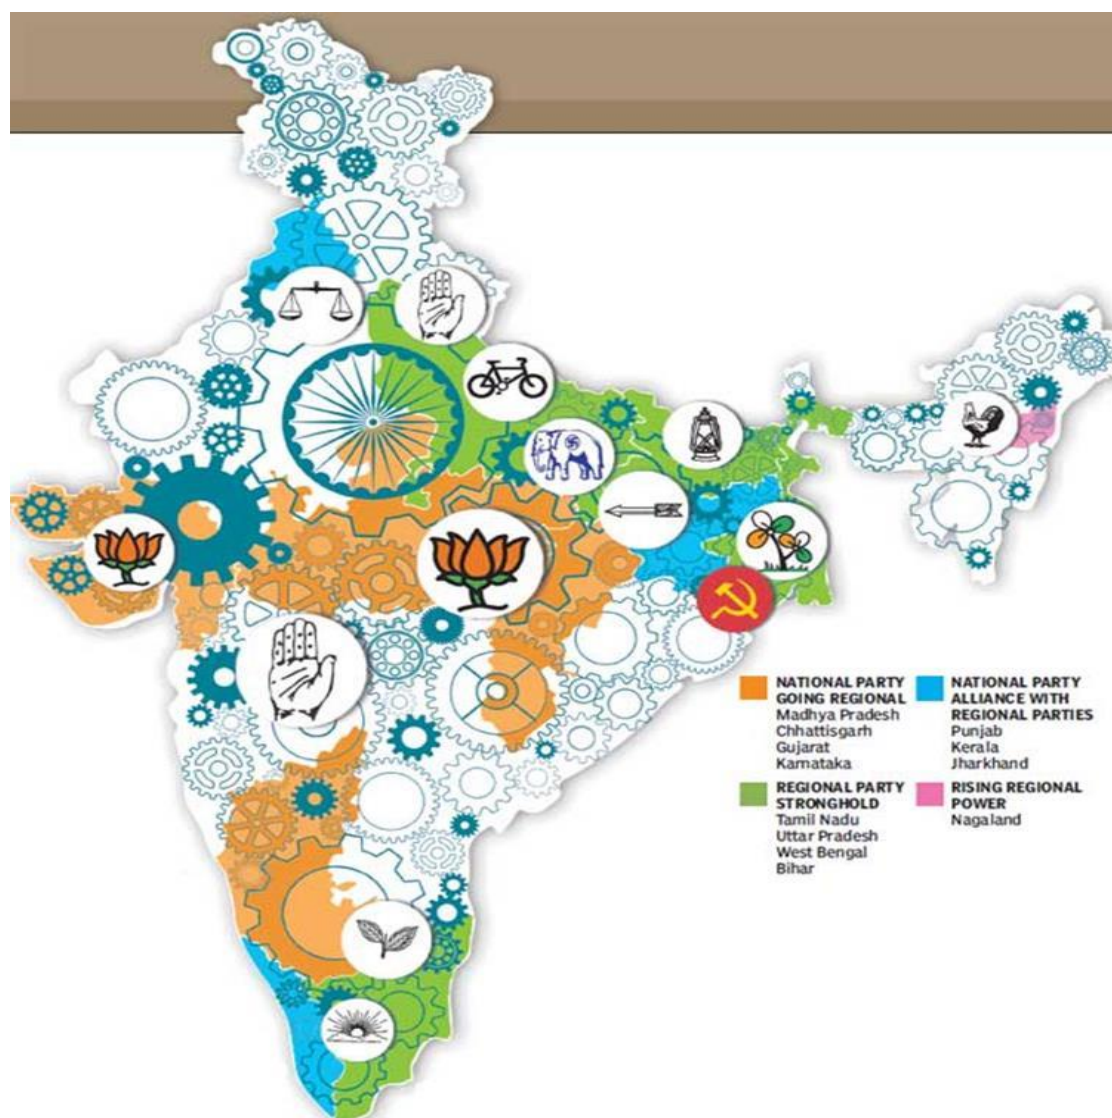 NATIONAL PARTY
GOING REGIONAL
Madhya Pradesh
Chhattisgarh
Gujarat
Karnataka
REGIONAL PARTY
STRONGHOLD
Tamil Nadu
Uttar Pradesh
West Bengal
Bihar
NATIONAL PARTY
ALLIANCE WITH
REGIONAL PARTIES
Punjab
Kerala
Jharkhand
RISING REGIONAL
POWER
Nagaland